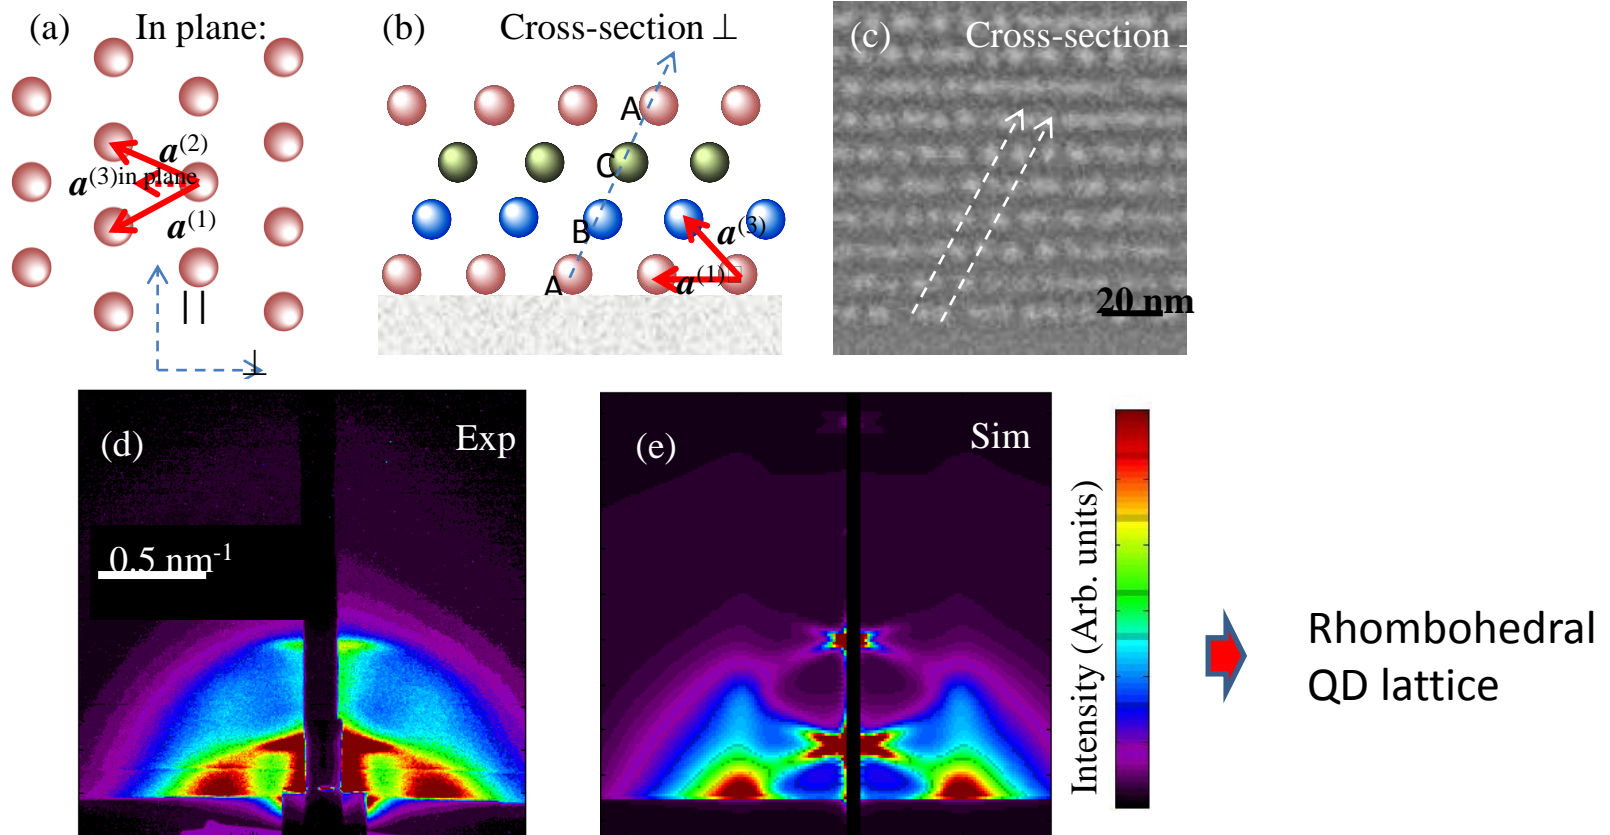 (a) In plane:
a(2)
a(3)in plane
a(1)
||
⊥
(b) Cross-section ⊥
A
C
B
a(3)
A
a(1)
(c) Cross-section ⊥
20 nm
(d) Exp
0.5 nm-1
(e) Sim
Intensity (Arb. units)
Rhombohedral
QD lattice